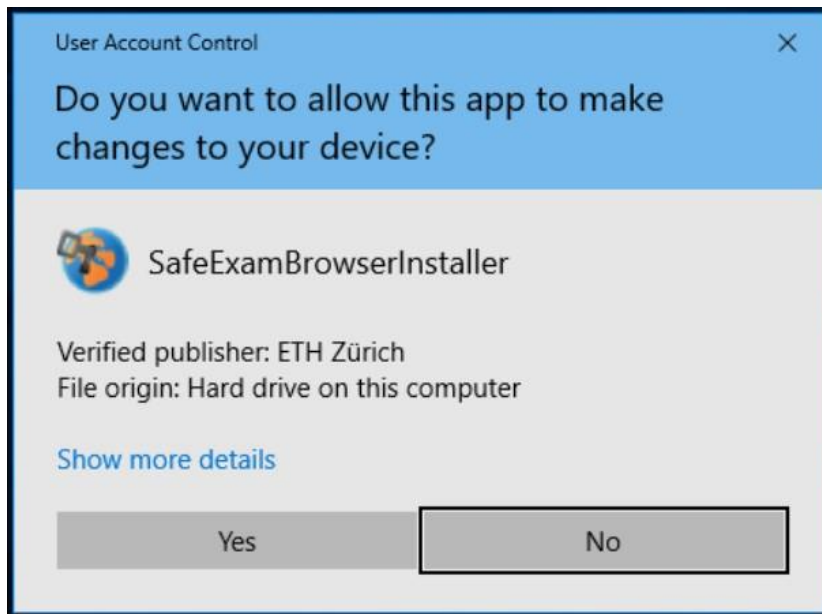 User Account Control
Do you want to allow this app to make
changes to your device?
SafeExamBrowserInstaller
Verified publisher: ETH Zürich
File origin: Hard drive on this computer
Show more details
Yes
No